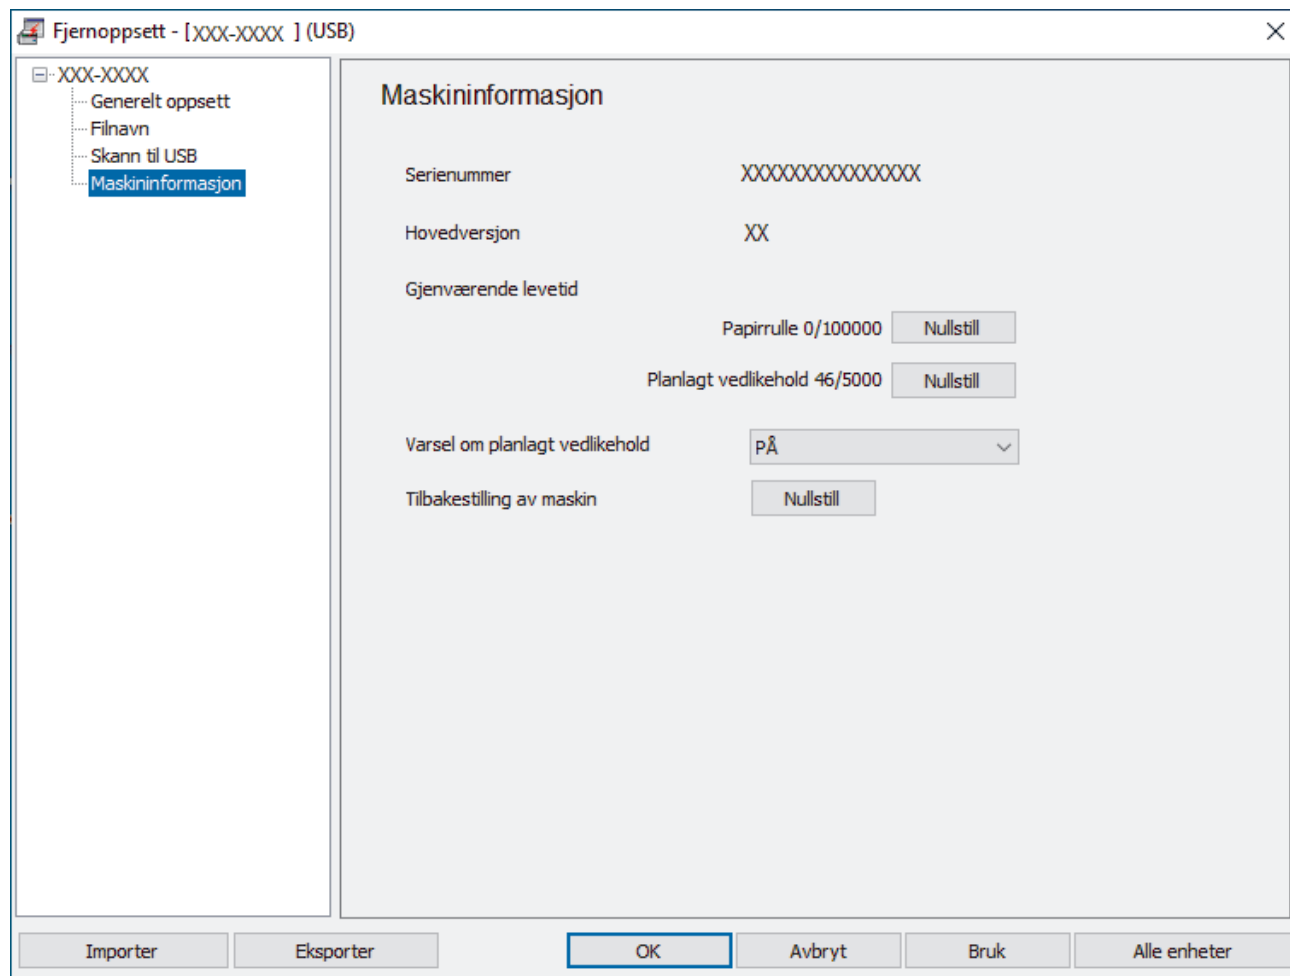 Fjernoppsett - [ XXX-XXXX ] (USB)
XXX-XXXX
Generelt oppsett
Filnavn
Skann til USB
Maskininformasjon
Maskininformasjon
Serienummer XXXXXXXXXXXXXXX
Hovedversjon XX
Gjenværende levetid
Papirrulle 0/100000 Nullstill
Planlagt vedlikehold 46/5000 Nullstill
Varsel om planlagt vedlikehold PÅ
Tilbakestilling av maskin Nullstill
Importer Eksporter OK Avbryt Bruk Alle enheter